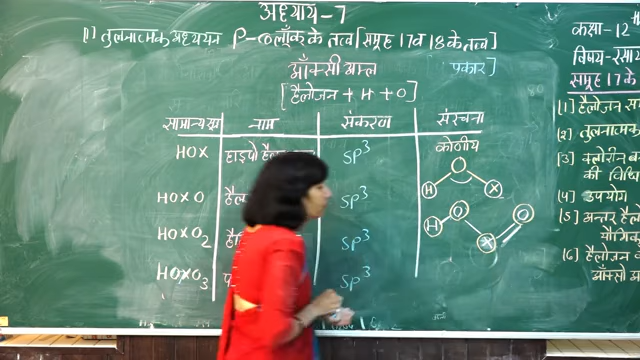 अध्याय-7
[1] तुलनात्मक अध्ययन P-ब्लॉक के तत्व [समूह 17 व 18 के तत्व]
ऑक्सी अम्ल
[प्रकार]
[हैलोजन + H + O]
सामान्य सूत्र नाम संकरण संरचना
HOX हाइपो SP³ कोणीय
H O X
HOXO SP³
H O X O
HOXO₂ SP³
HOXO₃ SP³
कक्षा-12
विषय-रसा
समूह 17 के
[1] हैलोजन
[2] तुलनात्म
[3] क्लोरीन
की विधि
[4] उपयोग
[5] अन्तर हैल
यौगिक
[6] हैलोजन